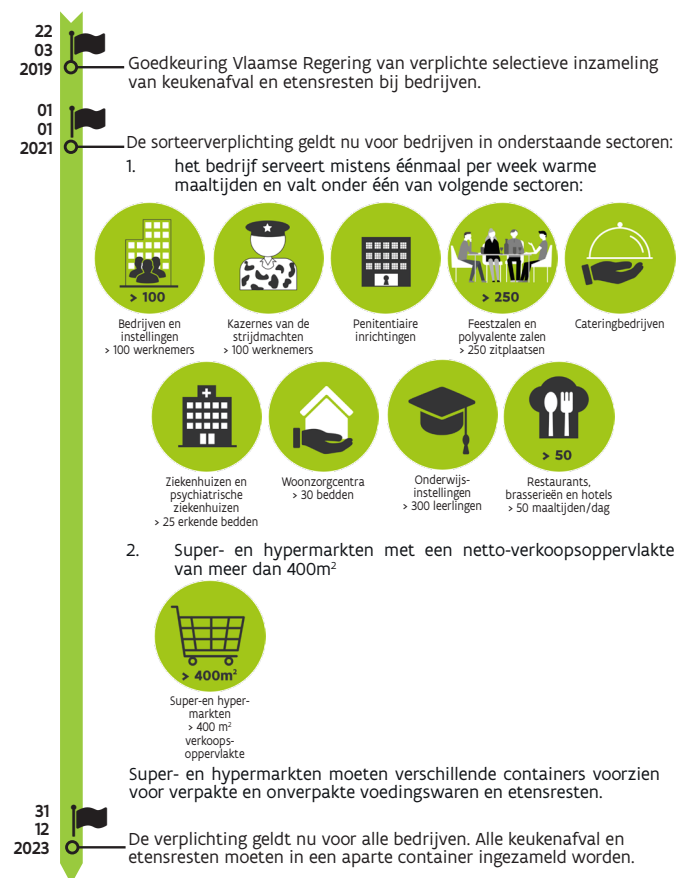 22
03
2019
Goedkeuring Vlaamse Regering van verplichte selectieve inzameling
van keukenafval en etensresten bij bedrijven.
01
01
2021
De sorteerverplichting geldt nu voor bedrijven in onderstaande sectoren:
1. het bedrijf serveert mistens éénmaal per week warme
maaltijden en valt onder één van volgende sectoren:
> 100
Bedrijven en
instellingen
> 100 werknemers
Kazernes van de
strijdmachten
> 100 werknemers
Penitentiaire
inrichtingen
> 250
Feestzalen en
polyvalente zalen
> 250 zitplaatsen
Cateringbedrijven
Ziekenhuizen en
psychiatrische
ziekenhuizen
> 25 erkende bedden
Woonzorgcentra
> 30 bedden
Onderwijs-
instellingen
> 300 leerlingen
> 50
Restaurants,
brasserieën en hotels
> 50 maaltijden/dag
2. Super- en hypermarkten met een netto-verkoopsoppervlakte
van meer dan 400m²
> 400m²
Super-en hyper-
markten
> 400 m²
verkoops-
oppervlakte
Super- en hypermarkten moeten verschillende containers voorzien
voor verpakte en onverpakte voedingswaren en etensresten.
31
12
2023
De verplichting geldt nu voor alle bedrijven. Alle keukenafval en
etensresten moeten in een aparte container ingezameld worden.